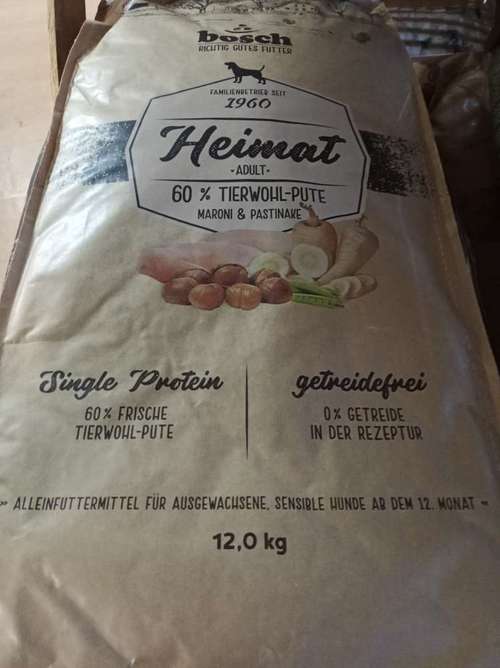 bosch
RICHTIG GUTES FUTTER
FAMILIENBETRIEB SEIT
1960
Heimat
·ADULT·
60 % TIERWOHL-PUTE
MARONI & PASTINAKE
Single Protein
60% FRISCHE
TIERWOHL-PUTE
getreidefrei
0% GETREIDE
IN DER REZEPTUR
» ALLEINFUTTERMITTEL FÜR AUSGEWACHSENE, SENSIBLE HUNDE AB DEM 12. MONAT «
12,0 kg